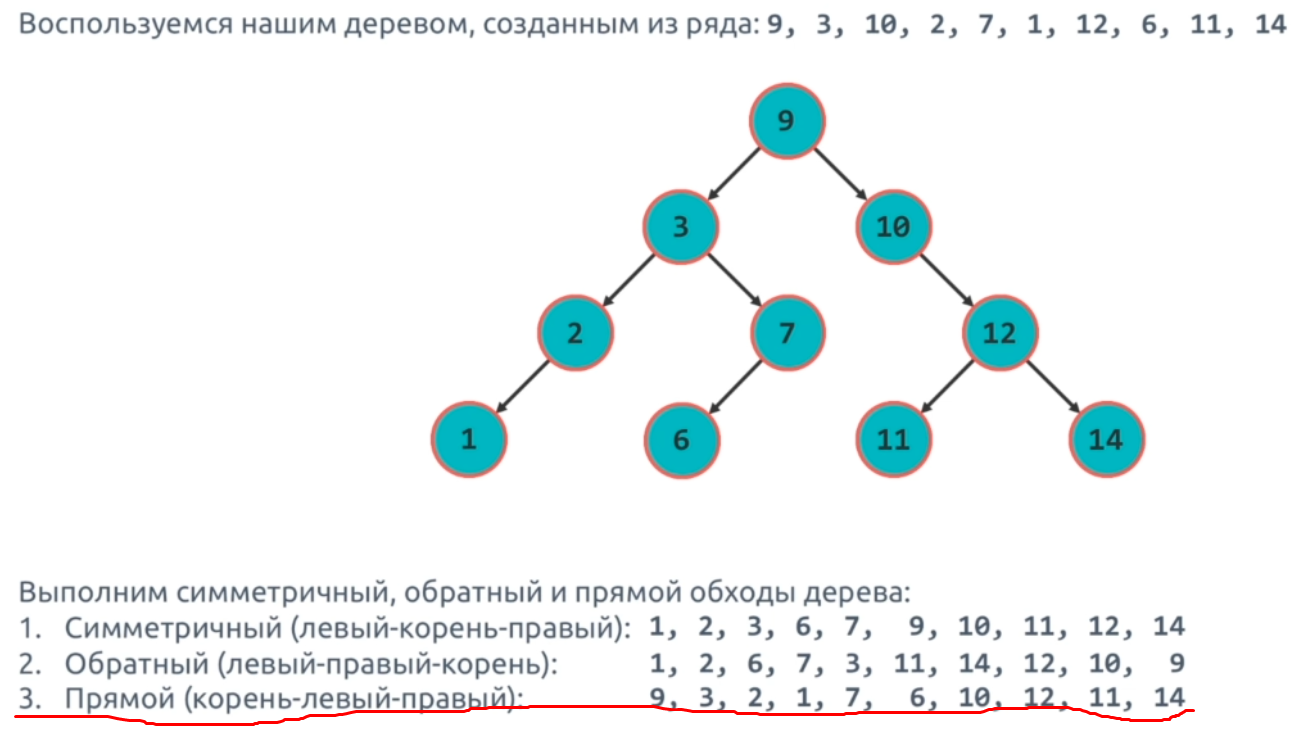 Воспользуемся нашим деревом, созданным из ряда: 9, 3, 10, 2, 7, 1, 12, 6, 11, 14
9
3 10
2 7 12
1 6 11 14
Выполним симметричный, обратный и прямой обходы дерева:
1. Симметричный (левый-корень-правый): 1, 2, 3, 6, 7, 9, 10, 11, 12, 14
2. Обратный (левый-правый-корень): 1, 2, 6, 7, 3, 11, 14, 12, 10, 9
3. Прямой (корень-левый-правый): 9, 3, 2, 1, 7, 6, 10, 12, 11, 14